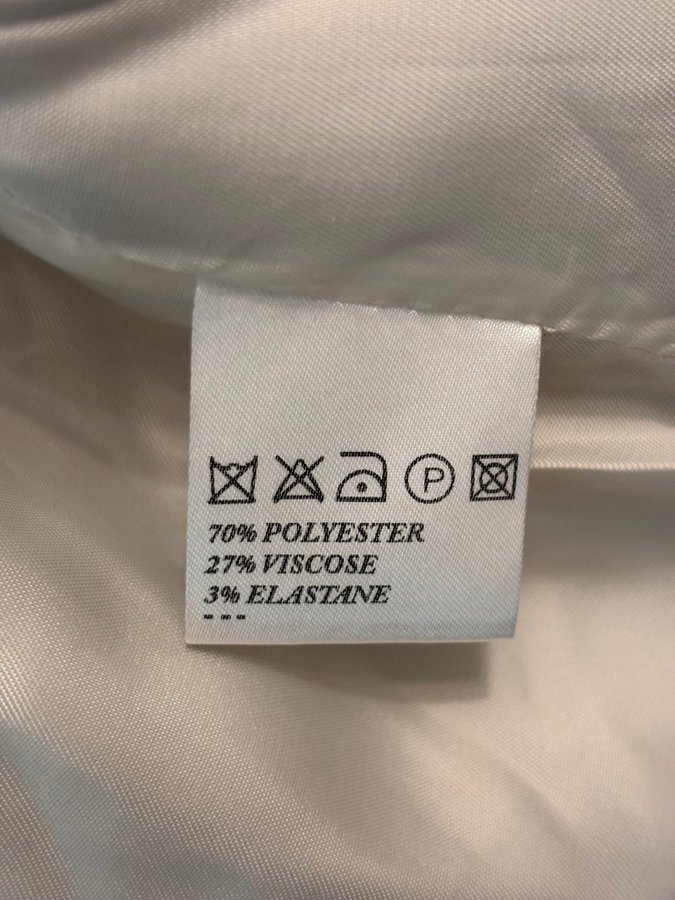 P
70% POLYESTER
27% VISCOSE
3% ELASTANE